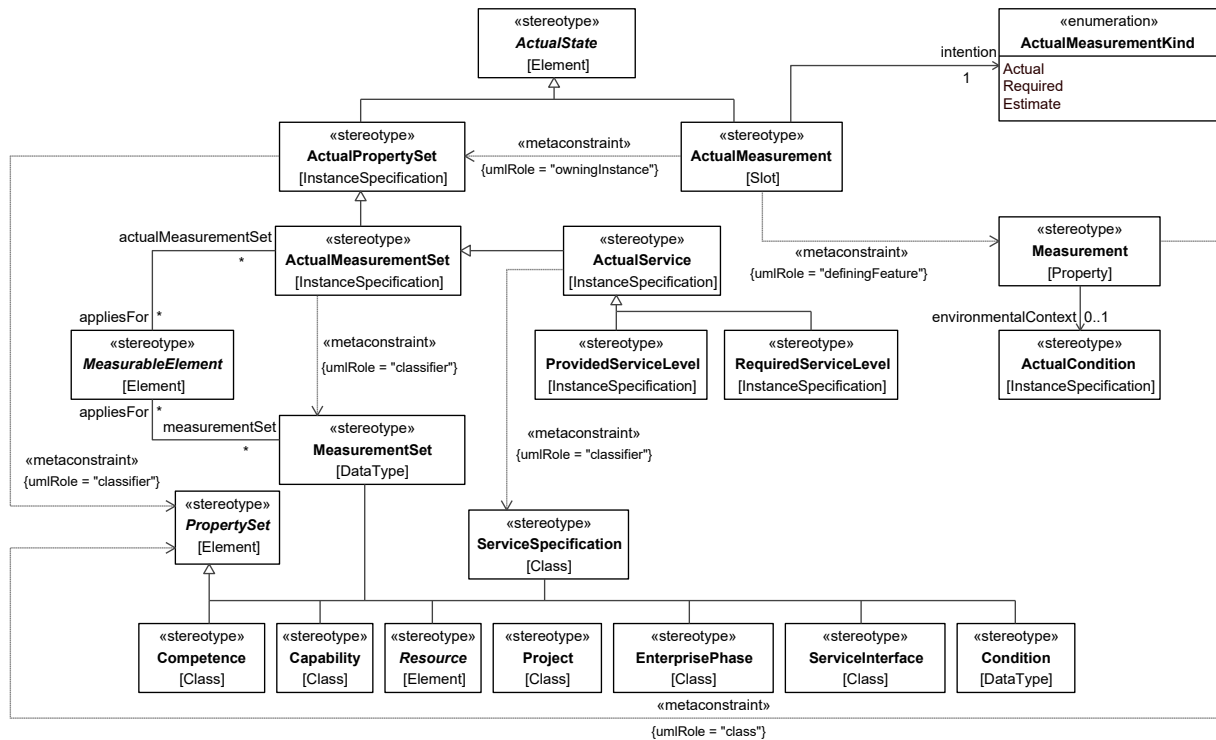 «stereotype»
ActualState
[Element]
«enumeration»
ActualMeasurementKind
Actual
Required
Estimate
intention
1
«stereotype»
ActualPropertySet
[InstanceSpecification]
«metaconstraint»
{umlRole = "owningInstance"}
«stereotype»
ActualMeasurement
[Slot]
actualMeasurementSet
*
«stereotype»
ActualMeasurementSet
[InstanceSpecification]
«stereotype»
ActualService
[InstanceSpecification]
«metaconstraint»
{umlRole = "definingFeature"}
«stereotype»
Measurement
[Property]
appliesFor
*
«metaconstraint»
{umlRole = "classifier"}
environmentalContext
0..1
«stereotype»
MeasurableElement
[Element]
«stereotype»
ProvidedServiceLevel
[InstanceSpecification]
«stereotype»
RequiredServiceLevel
[InstanceSpecification]
«stereotype»
ActualCondition
[InstanceSpecification]
appliesFor
*
measurementSet
*
«stereotype»
MeasurementSet
[DataType]
«metaconstraint»
{umlRole = "classifier"}
«metaconstraint»
{umlRole = "classifier"}
«stereotype»
PropertySet
[Element]
«stereotype»
ServiceSpecification
[Class]
«stereotype»
Competence
[Class]
«stereotype»
Capability
[Class]
«stereotype»
Resource
[Element]
«stereotype»
Project
[Class]
«stereotype»
EnterprisePhase
[Class]
«stereotype»
ServiceInterface
[Class]
«stereotype»
Condition
[DataType]
«metaconstraint»
{umlRole = "class"}